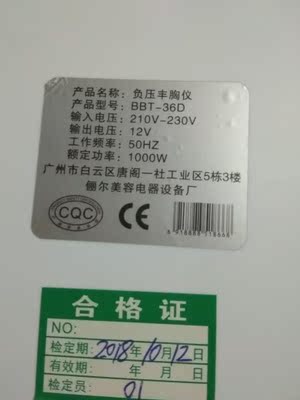 产品名称：负压丰胸仪
产品型号：BBT-36D
输入电压：210V-230V
输出电压：12V
工作频率：50HZ
额定功率：1000W
广州市白云区唐阁一社工业区5栋3楼
俪尔美容电器设备厂
CQC
CE
合格证
NO:
检定期：2018年10月12日
有效期： 年 月 日
检定员： 01